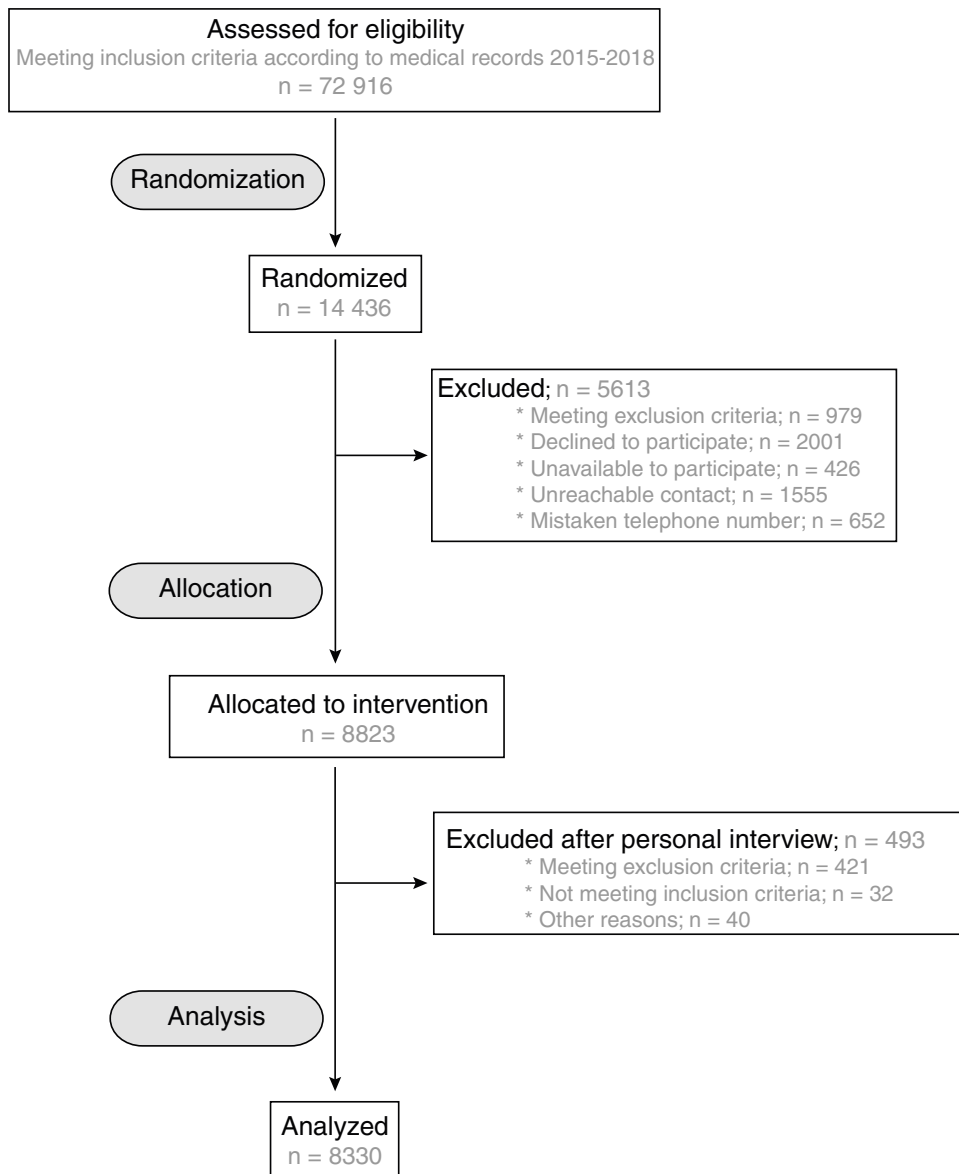 Assessed for eligibility
Meeting inclusion criteria according to medical records 2015-2018
n = 72 916
Randomization
Randomized
n = 14 436
Excluded; n = 5613
* Meeting exclusion criteria; n = 979
* Declined to participate; n = 2001
* Unavailable to participate; n = 426
* Unreachable contact; n = 1555
* Mistaken telephone number; n = 652
Allocation
Allocated to intervention
n = 8823
Excluded after personal interview; n = 493
* Meeting exclusion criteria; n = 421
* Not meeting inclusion criteria; n = 32
* Other reasons; n = 40
Analysis
Analyzed
n = 8330